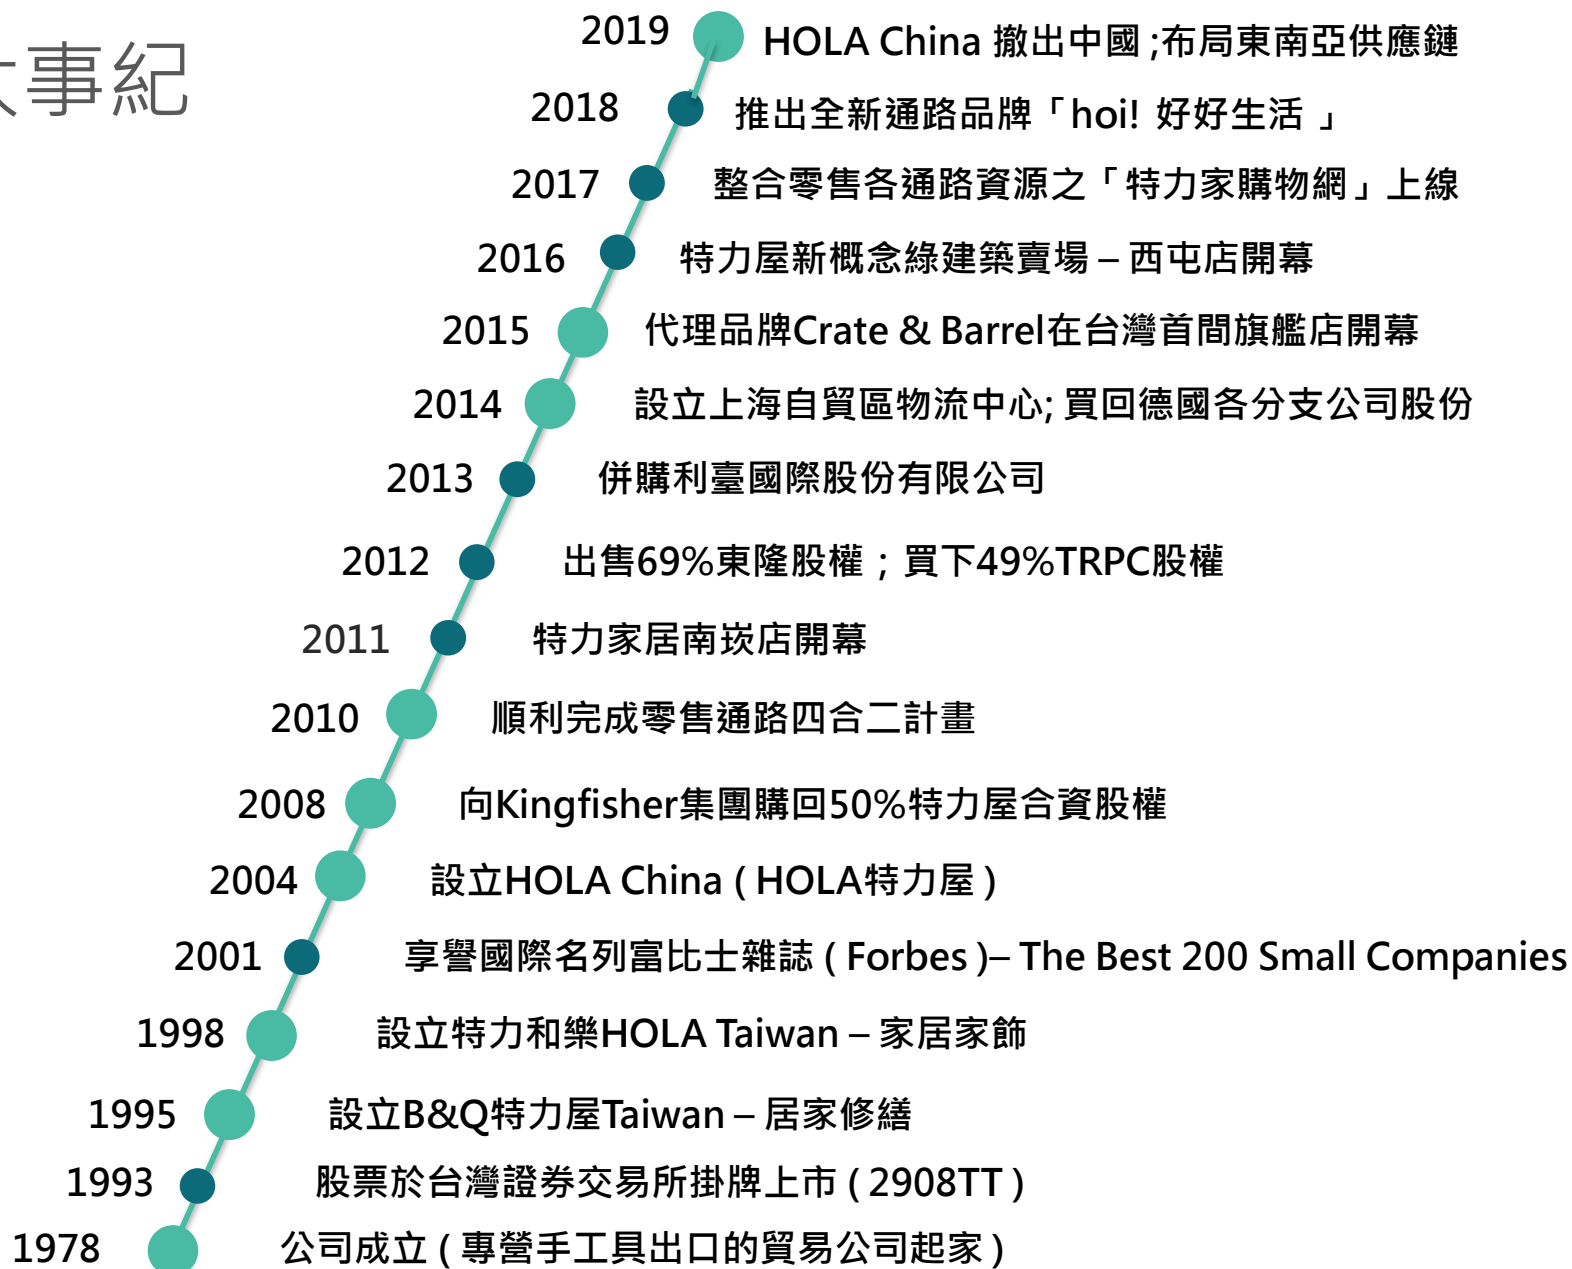 大事紀
2019 HOLA China 撤出中國 ;布局東南亞供應鏈
2018 推出全新通路品牌「hoi! 好好生活 」
2017 整合零售各通路資源之「特力家購物網」上線
2016 特力屋新概念綠建築賣場 – 西屯店開幕
2015 代理品牌Crate & Barrel在台灣首間旗艦店開幕
2014 設立上海自貿區物流中心; 買回德國各分支公司股份
2013 併購利臺國際股份有限公司
2012 出售69%東隆股權；買下49%TRPC股權
2011 特力家居南崁店開幕
2010 順利完成零售通路四合二計畫
2008 向Kingfisher集團購回50%特力屋合資股權
2004 設立HOLA China ( HOLA特力屋 )
2001 享譽國際名列富比士雜誌 ( Forbes )– The Best 200 Small Companies
1998 設立特力和樂HOLA Taiwan – 家居家飾
1995 設立B&Q特力屋Taiwan – 居家修繕
1993 股票於台灣證券交易所掛牌上市 ( 2908TT )
1978 公司成立 ( 專營手工具出口的貿易公司起家 )